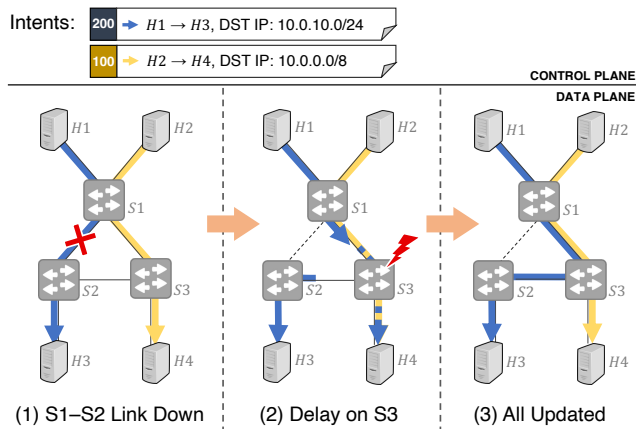 Intents:
200 H1 → H3, DST IP: 10.0.10.0/24
100 H2 → H4, DST IP: 10.0.0.0/8
CONTROL PLANE
DATA PLANE
H1 H2 H1 H2 H1 H2
S1 S1 S1
S2 S3 S2 S3 S2 S3
H3 H4 H3 H4 H3 H4
(1) S1–S2 Link Down (2) Delay on S3 (3) All Updated